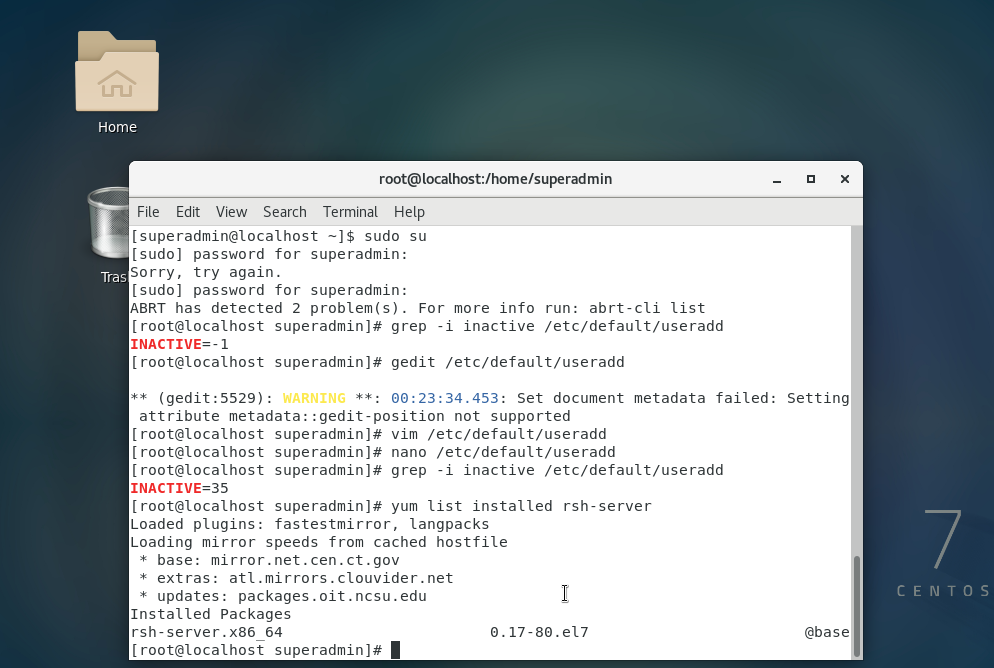 Home
Tras
root@localhost:/home/superadmin
File Edit View Search Terminal Help
[superadmin@localhost ~]$ sudo su
[sudo] password for superadmin:
Sorry, try again.
[sudo] password for superadmin:
ABRT has detected 2 problem(s). For more info run: abrt-cli list
[root@localhost superadmin]# grep -i inactive /etc/default/useradd
INACTIVE=-1
[root@localhost superadmin]# gedit /etc/default/useradd

** (gedit:5529): WARNING **: 00:23:34.453: Set document metadata failed: Setting
 attribute metadata::gedit-position not supported
[root@localhost superadmin]# vim /etc/default/useradd
[root@localhost superadmin]# nano /etc/default/useradd
[root@localhost superadmin]# grep -i inactive /etc/default/useradd
INACTIVE=35
[root@localhost superadmin]# yum list installed rsh-server
Loaded plugins: fastestmirror, langpacks
Loading mirror speeds from cached hostfile
 * base: mirror.net.cen.ct.gov
 * extras: atl.mirrors.clouvider.net
 * updates: packages.oit.ncsu.edu
Installed Packages
rsh-server.x86_64                       0.17-80.el7                        @base
[root@localhost superadmin]#
7
CENTOS